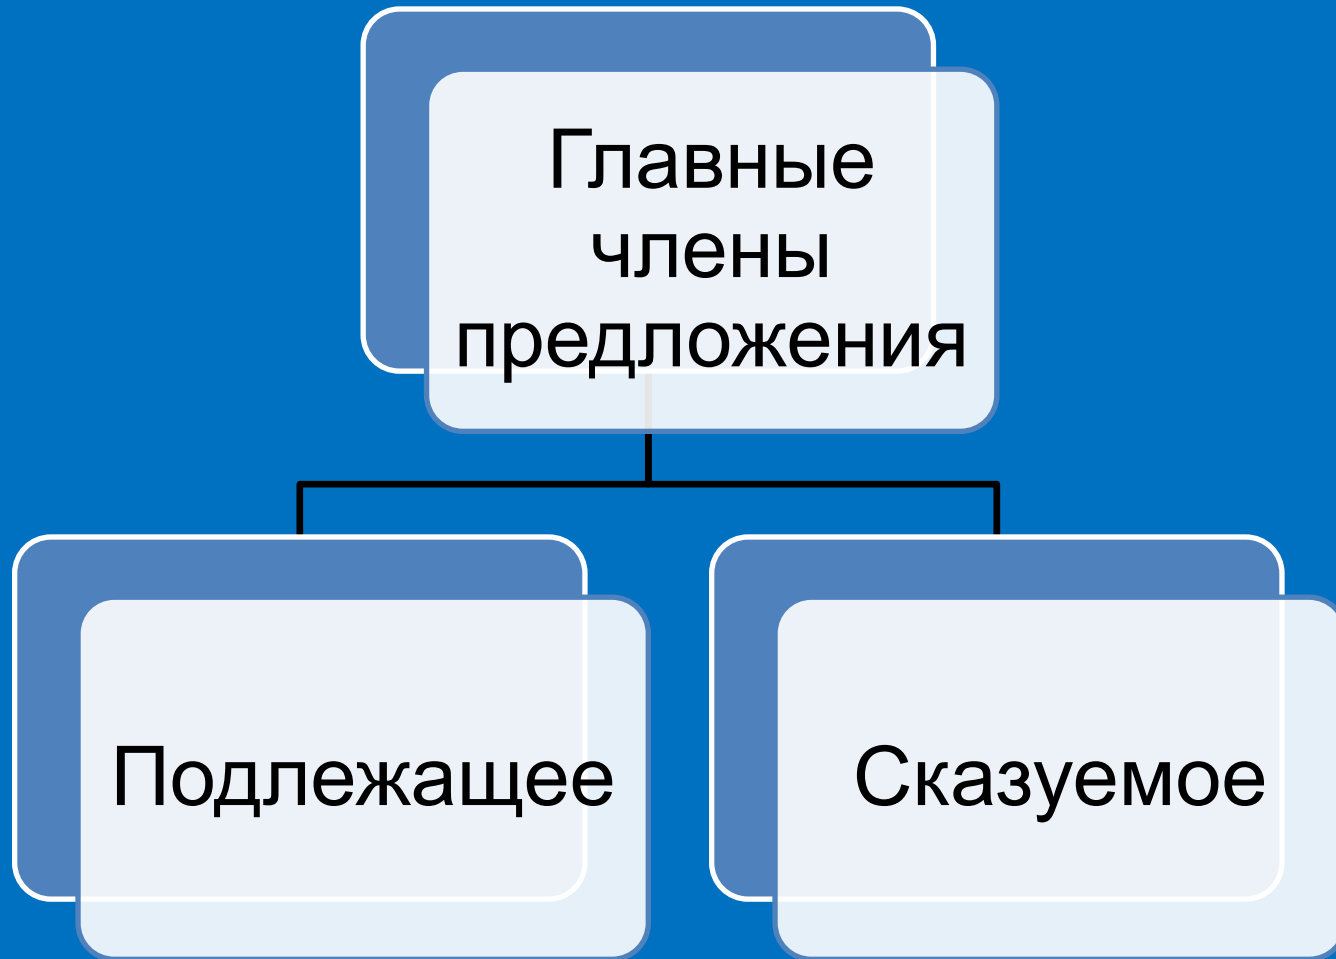 Главные
члены
предложения
Подлежащее
Сказуемое